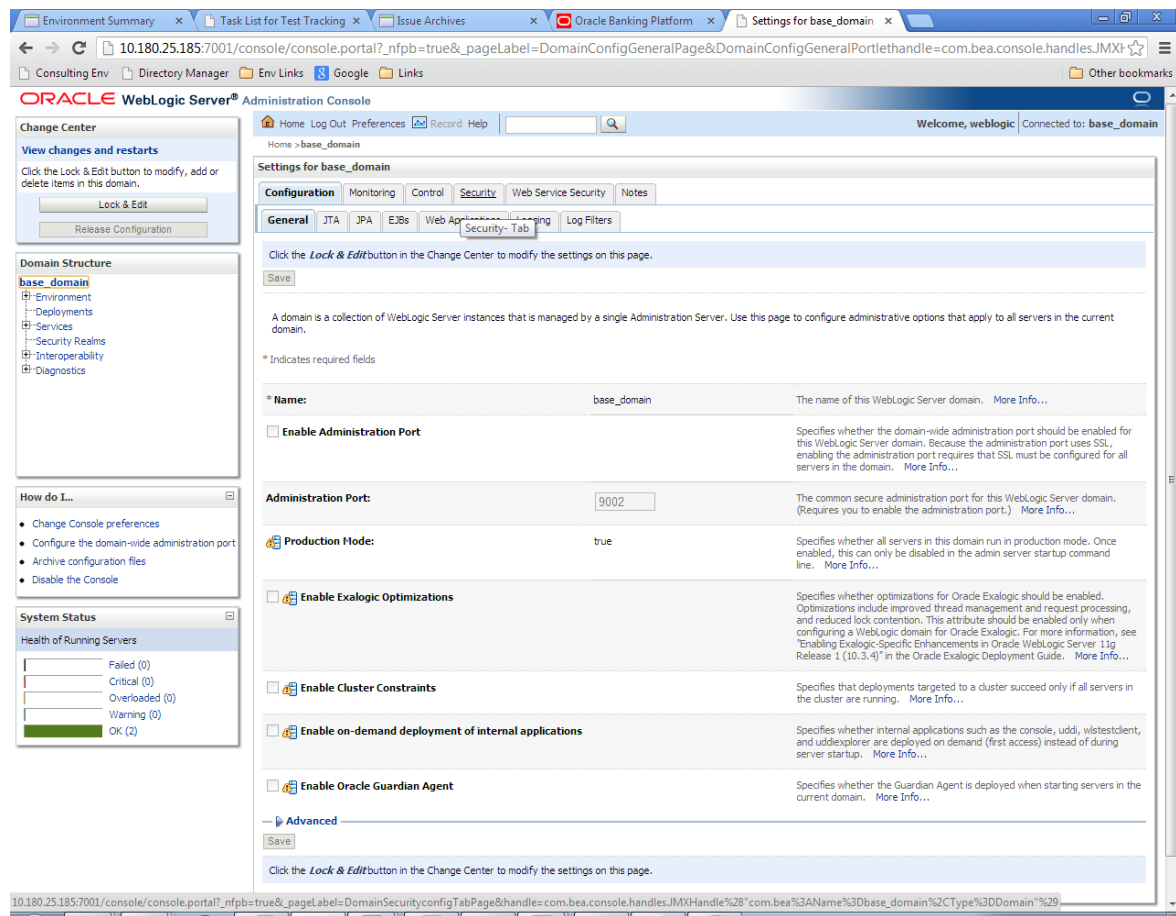 Environment Summary
Task List for Test Tracking
Issue Archives
Oracle Banking Platform
Settings for base_domain
10.180.25.185:7001/console/console.portal?_nfpb=true&_pageLabel=DomainConfigGeneralPage&DomainConfigGeneralPortlethandle=com.bea.console.handles.JMXH
Consulting Env
Directory Manager
Env Links
Google
Links
Other bookmarks
ORACLE WebLogic Server® Administration Console
Change Center
View changes and restarts
Click the Lock & Edit button to modify, add or
delete items in this domain.
Lock & Edit
Release Configuration
Domain Structure
base_domain
Environment
Deployments
Services
Security Realms
Interoperability
Diagnostics
How do I...
Change Console preferences
Configure the domain-wide administration port
Archive configuration files
Disable the Console
System Status
Health of Running Servers
Failed (0)
Critical (0)
Overloaded (0)
Warning (0)
OK (2)
Home Log Out Preferences Record Help
Welcome, weblogic
Connected to: base_domain
Home >base_domain
Settings for base_domain
Configuration Monitoring Control Security Web Service Security Notes
General JTA JPA EJBs Web Applications Logging Log Filters
Security- Tab
Click the Lock & Edit button in the Change Center to modify the settings on this page.
Save
A domain is a collection of WebLogic Server instances that is managed by a single Administration Server. Use this page to configure administrative options that apply to all servers in the current
domain.
* Indicates required fields
* Name:
base_domain
The name of this WebLogic Server domain. More Info...
Enable Administration Port
Specifies whether the domain-wide administration port should be enabled for
this WebLogic Server domain. Because the administration port uses SSL,
enabling the administration port requires that SSL must be configured for all
servers in the domain. More Info...
Administration Port:
9002
The common secure administration port for this WebLogic Server domain.
(Requires you to enable the administration port.) More Info...
Production Mode:
true
Specifies whether all servers in this domain run in production mode. Once
enabled, this can only be disabled in the admin server startup command
line. More Info...
Enable Exalogic Optimizations
Specifies whether optimizations for Oracle Exalogic should be enabled.
Optimizations include improved thread management and request processing,
and reduced lock contention. This attribute should be enabled only when
configuring a WebLogic domain for Oracle Exalogic. For more information, see
"Enabling Exalogic-Specific Enhancements in Oracle WebLogic Server 11g
Release 1 (10.3.4)" in the Oracle Exalogic Deployment Guide. More Info...
Enable Cluster Constraints
Specifies that deployments targeted to a cluster succeed only if all servers in
the cluster are running. More Info...
Enable on-demand deployment of internal applications
Specifies whether internal applications such as the console, uddi, wlstestclient,
and uddiexplorer are deployed on demand (first access) instead of during
server startup. More Info...
Enable Oracle Guardian Agent
Specifies whether the Guardian Agent is deployed when starting servers in the
current domain. More Info...
Advanced
Save
Click the Lock & Edit button in the Change Center to modify the settings on this page.
10.180.25.185:7001/console/console.portal?_nfpb=true&_pageLabel=DomainSecurityconfigTabPage&handle=com.bea.console.handles.JMXHandle%28"com.bea%3AName%3Dbase_domain%2CType%3DDomain"%29